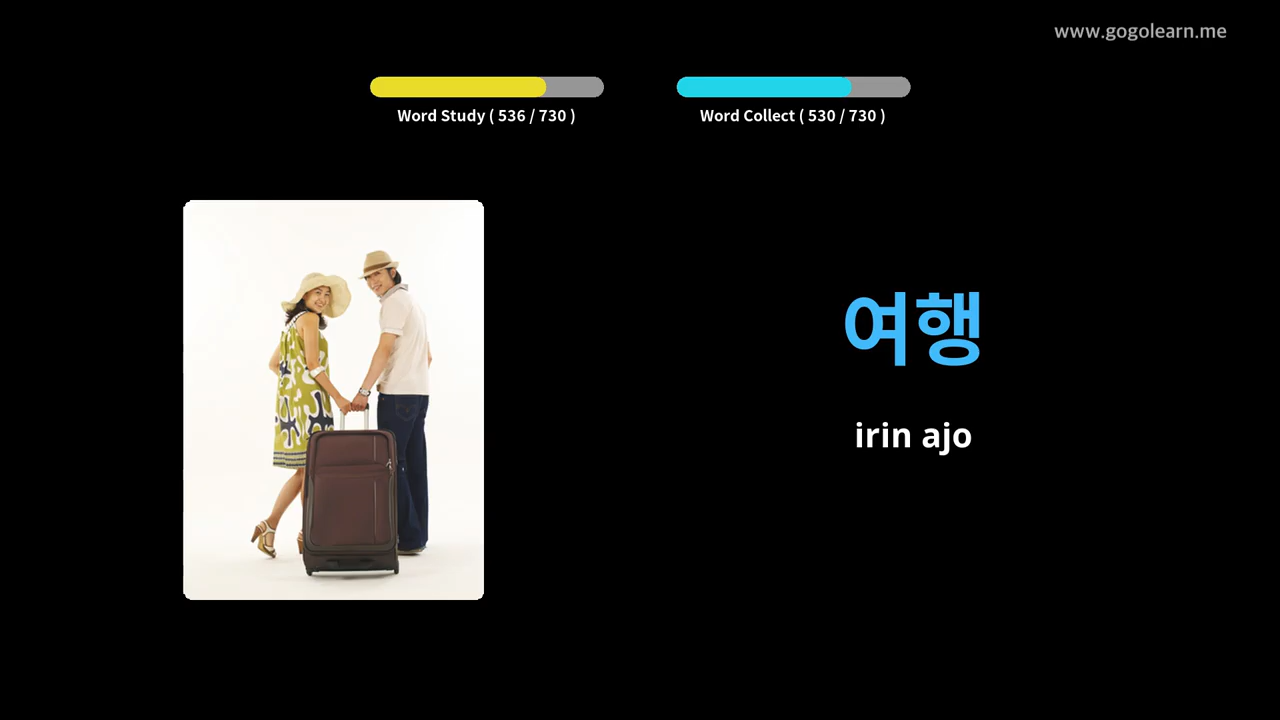 www.gogolearn.me
Word Study ( 536 / 730 )
Word Collect ( 530 / 730 )
여행
irin ajo